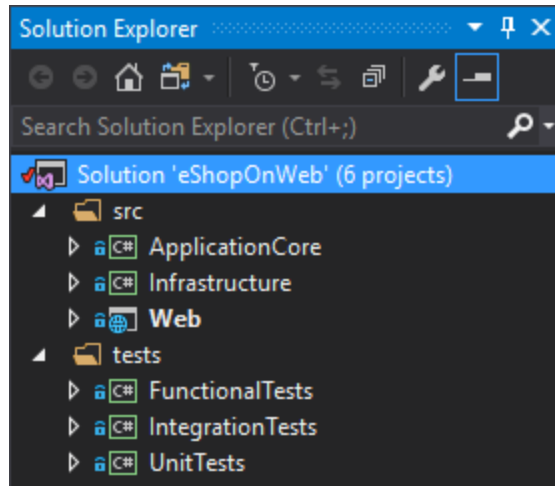 Solution Explorer
Search Solution Explorer (Ctrl+;)
Solution 'eShopOnWeb' (6 projects)
src
C# ApplicationCore
C# Infrastructure
Web
tests
C# FunctionalTests
C# IntegrationTests
C# UnitTests